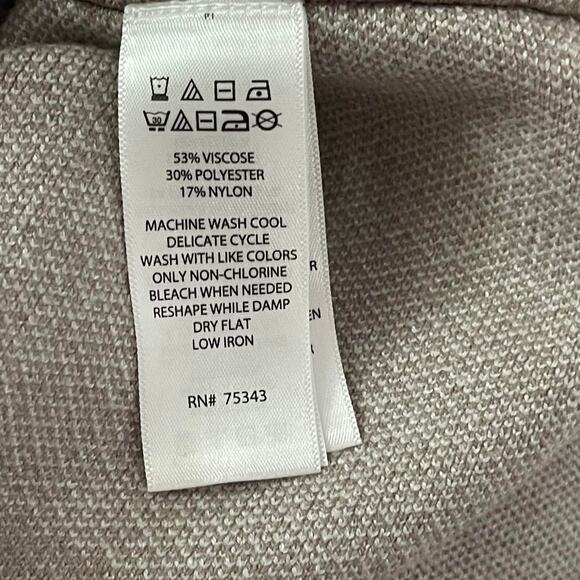 30
53% VISCOSE
30% POLYESTER
17% NYLON
MACHINE WASH COOL
DELICATE CYCLE
WASH WITH LIKE COLORS
ONLY NON-CHLORINE
BLEACH WHEN NEEDED
RESHAPE WHILE DAMP
DRY FLAT
LOW IRON
RN# 75343